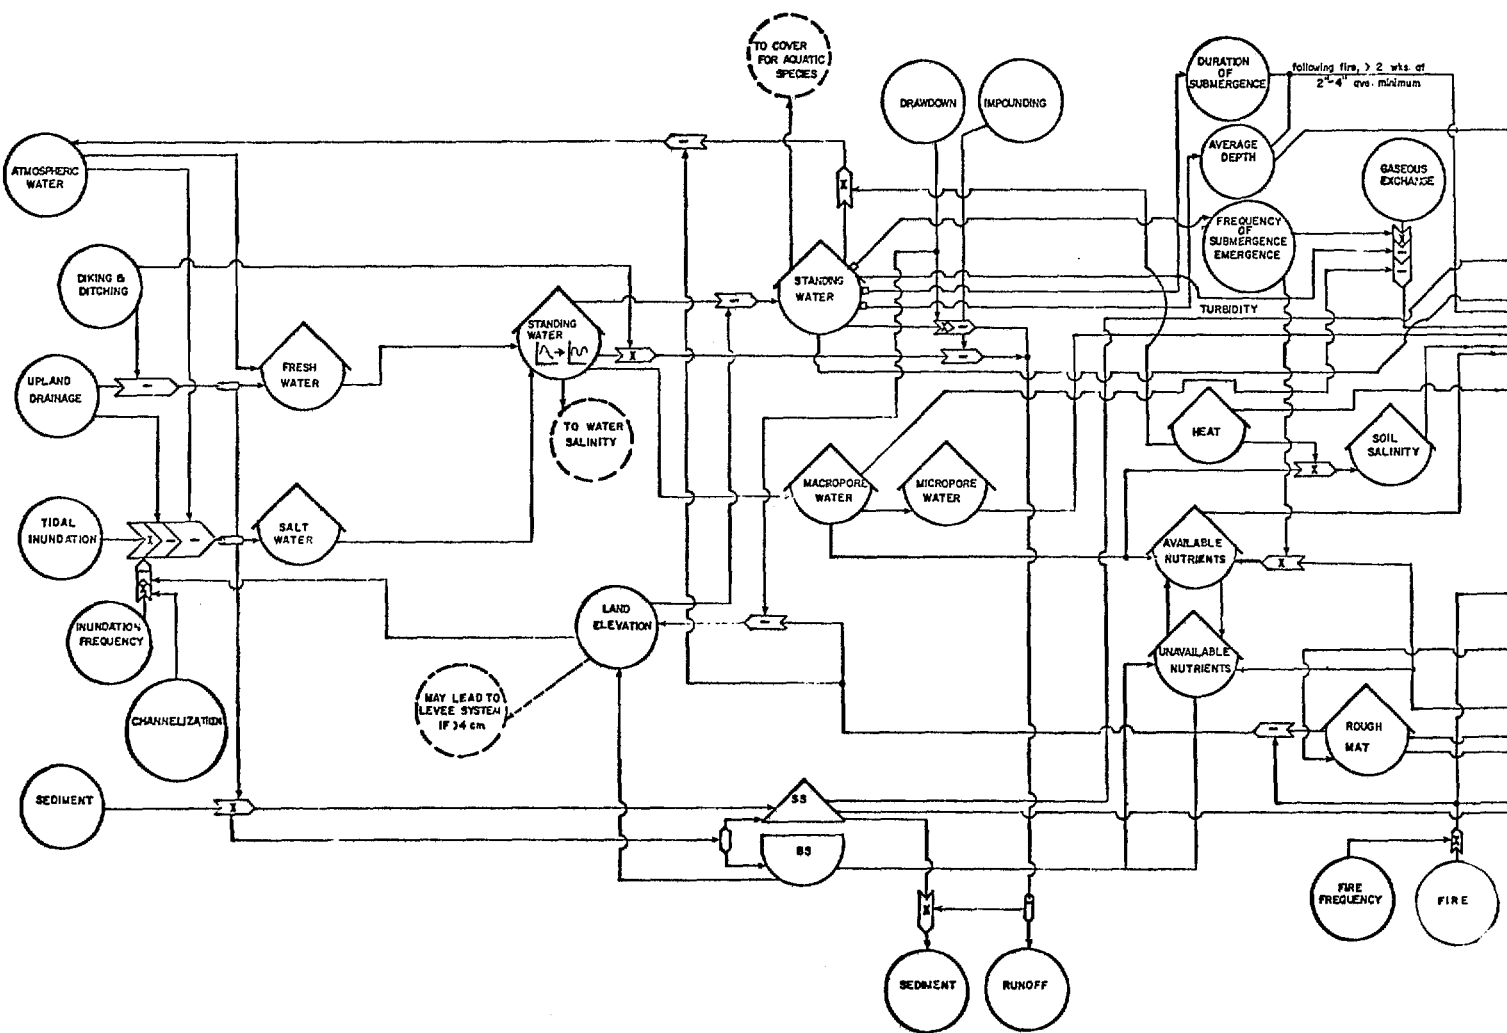 TO COVER
FOR AQUATIC
SPECIES
DRAWDOWN
IMPOUNDING
DURATION
OF
SUBMERGENCE
following fire, > 2 wks. at
2"-4" ave. minimum
AVERAGE
DEPTH
GASEOUS
EXCHANGE
ATMOSPHERIC
WATER
-
X
FREQUENCY
OF
SUBMERGENCE
EMERGENCE
X
-
-
DIKING &
DITCHING
STANDING
WATER
TURBIDITY
STANDING
WATER
-
X
-
-
X
FRESH
WATER
UPLAND
DRAINAGE
-
TO WATER
SALINITY
HEAT
SOIL
SALINITY
X
MACROPORE
WATER
MICROPORE
WATER
TIDAL
INUNDATION
X
-
-
SALT
WATER
AVAILABLE
NUTRIENTS
X
X
INUNDATION
FREQUENCY
LAND
ELEVATION
-
UNAVAILABLE
NUTRIENTS
MAY LEAD TO
LEVEE SYSTEM
IF >4 cm
CHANNELIZATION
-
ROUGH
MAT
SEDIMENT
X
SS
BS
X
FIRE
FREQUENCY
FIRE
X
SEDIMENT
RUNOFF